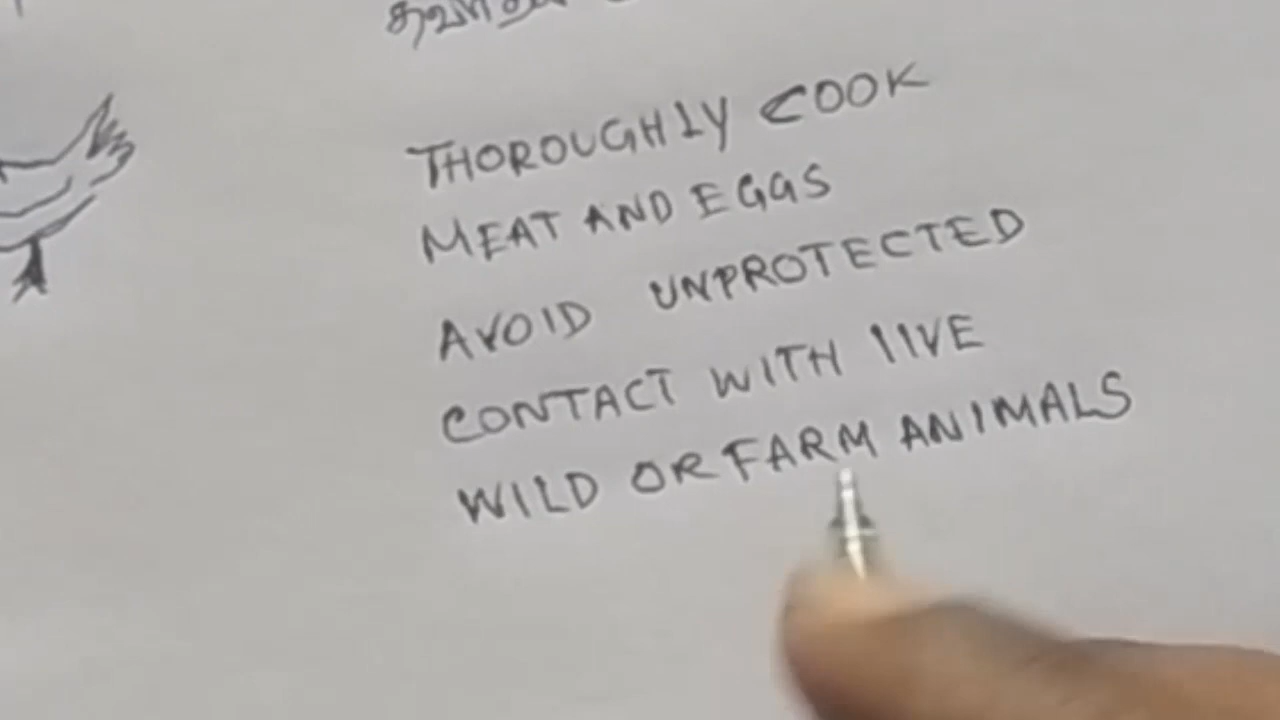 THOROUGHLY COOK
MEAT AND EGGS
AVOID UNPROTECTED
CONTACT WITH LIVE
WILD OR FARM ANIMALS